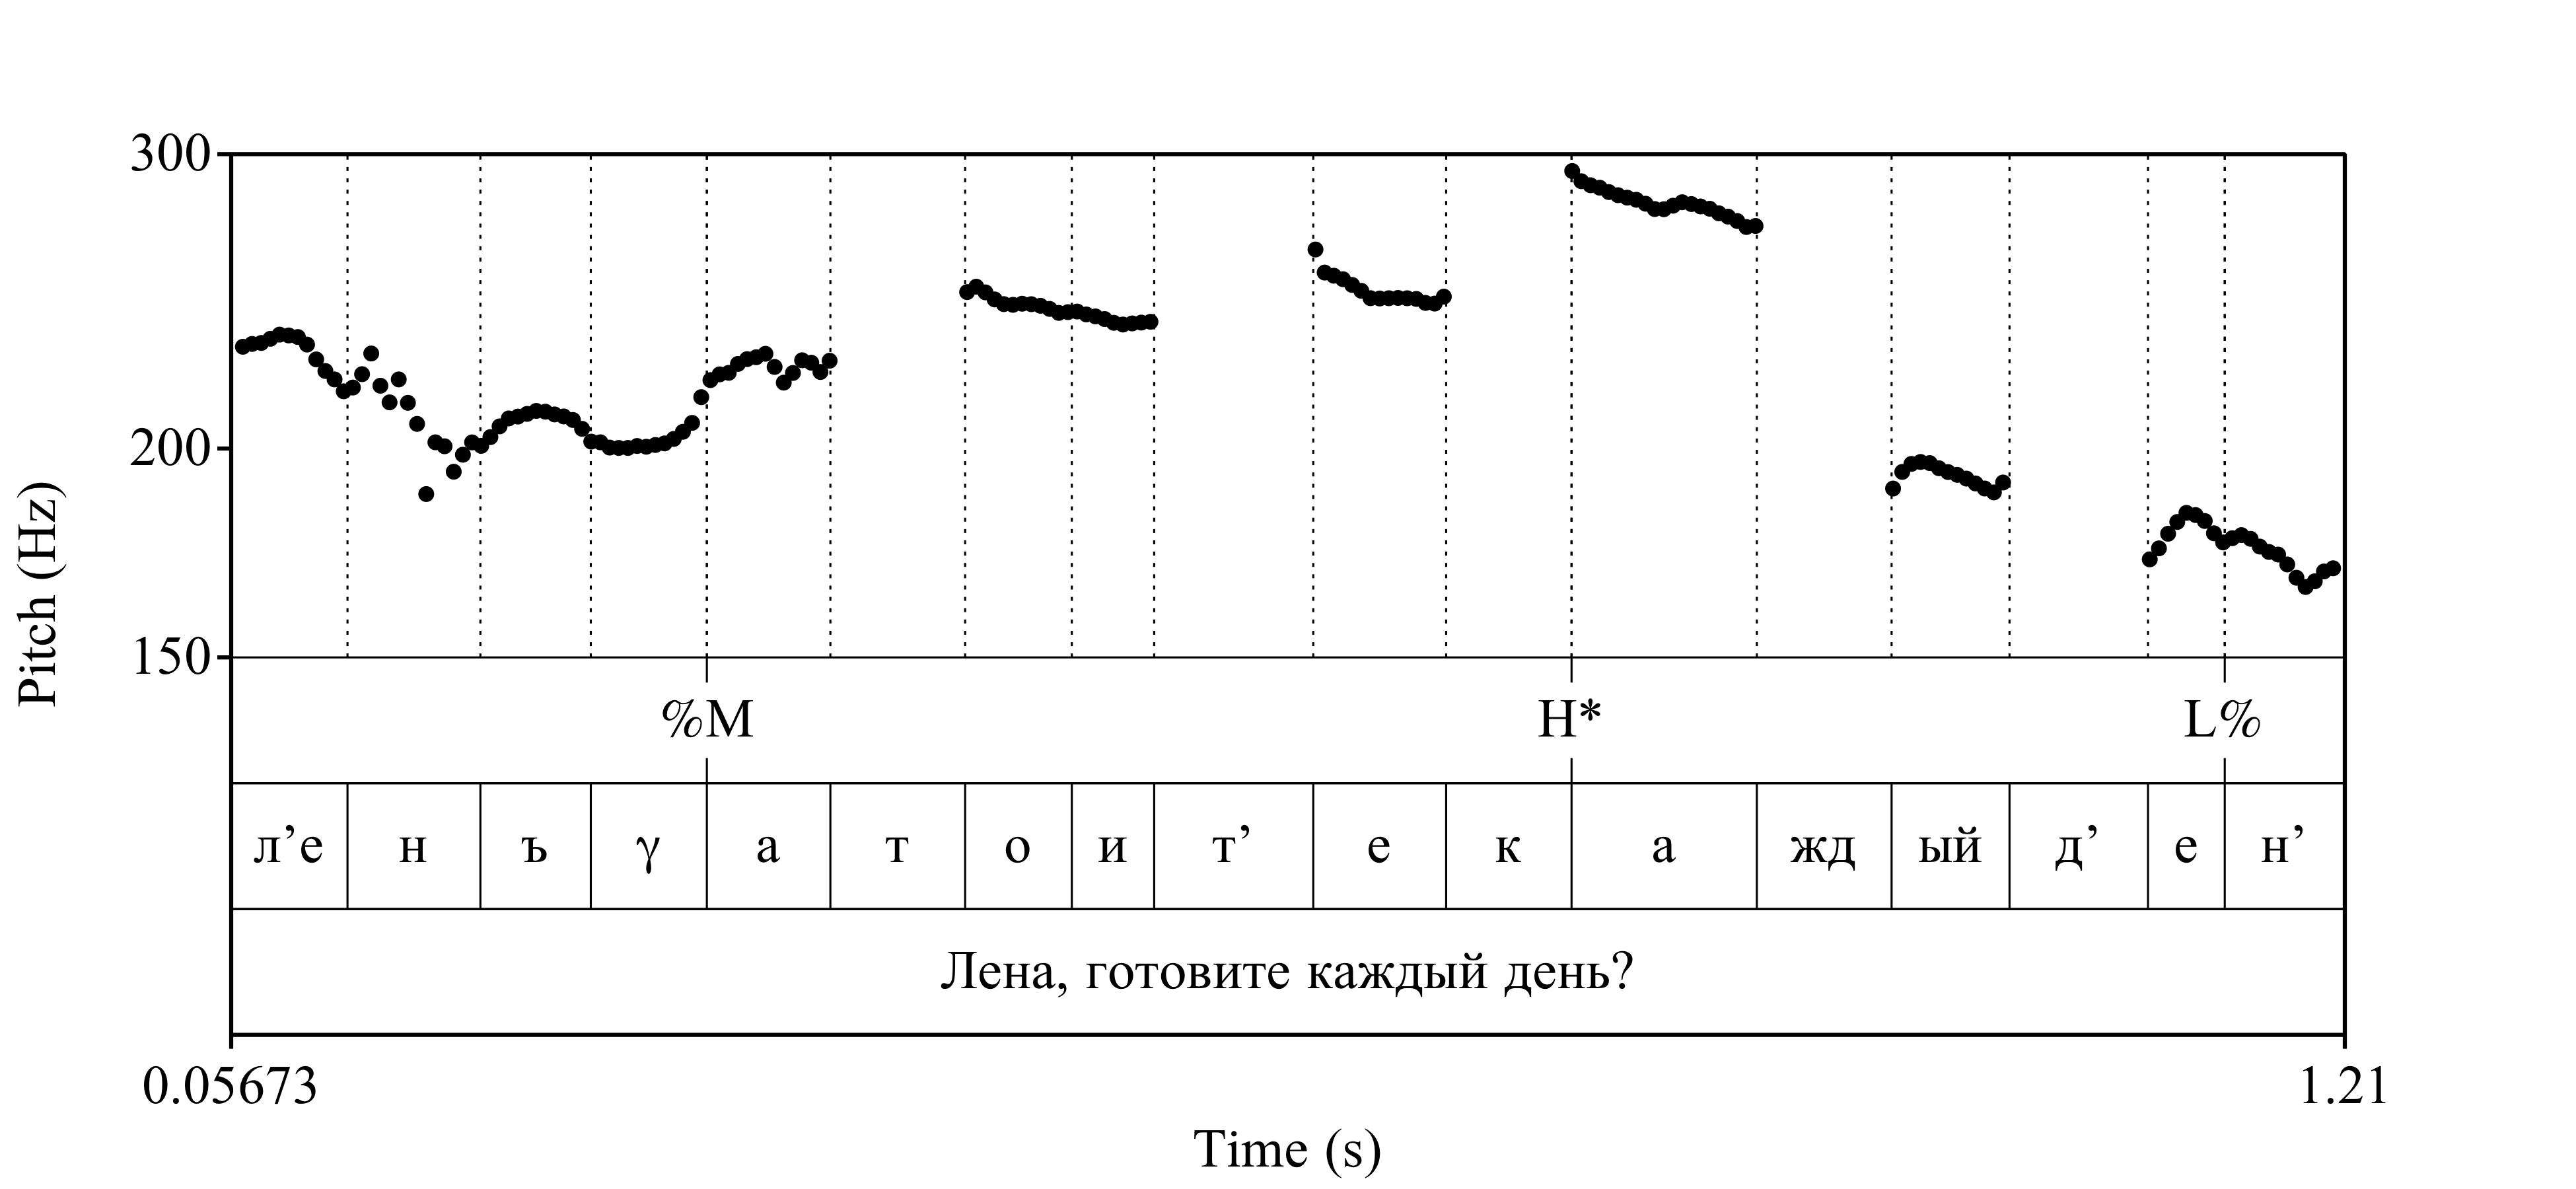 300
200
150
Pitch (Hz)
%M H* L%
л’е н ъ γ а т о и т’ е к а жд ый д’ е н’
Лена, готовите каждый день?
0.05673 1.21
Time (s)